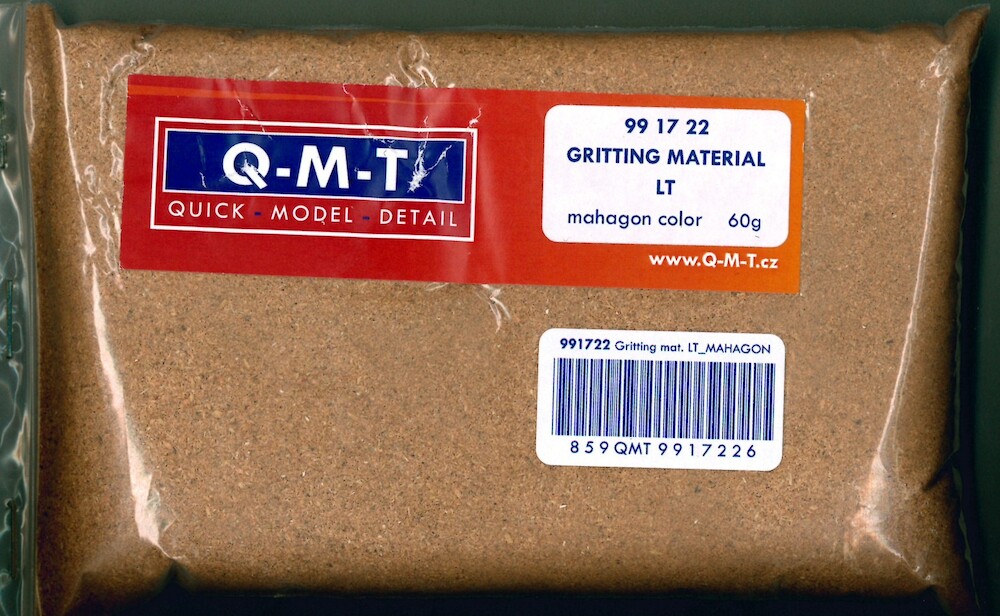 Q-M-T
QUICK - MODEL - DETAIL
99 17 22
GRITTING MATERIAL
LT
mahagon color 60g
www.Q-M-T.cz
991722 Gritting mat. LT_MAHAGON
859QMT9917226